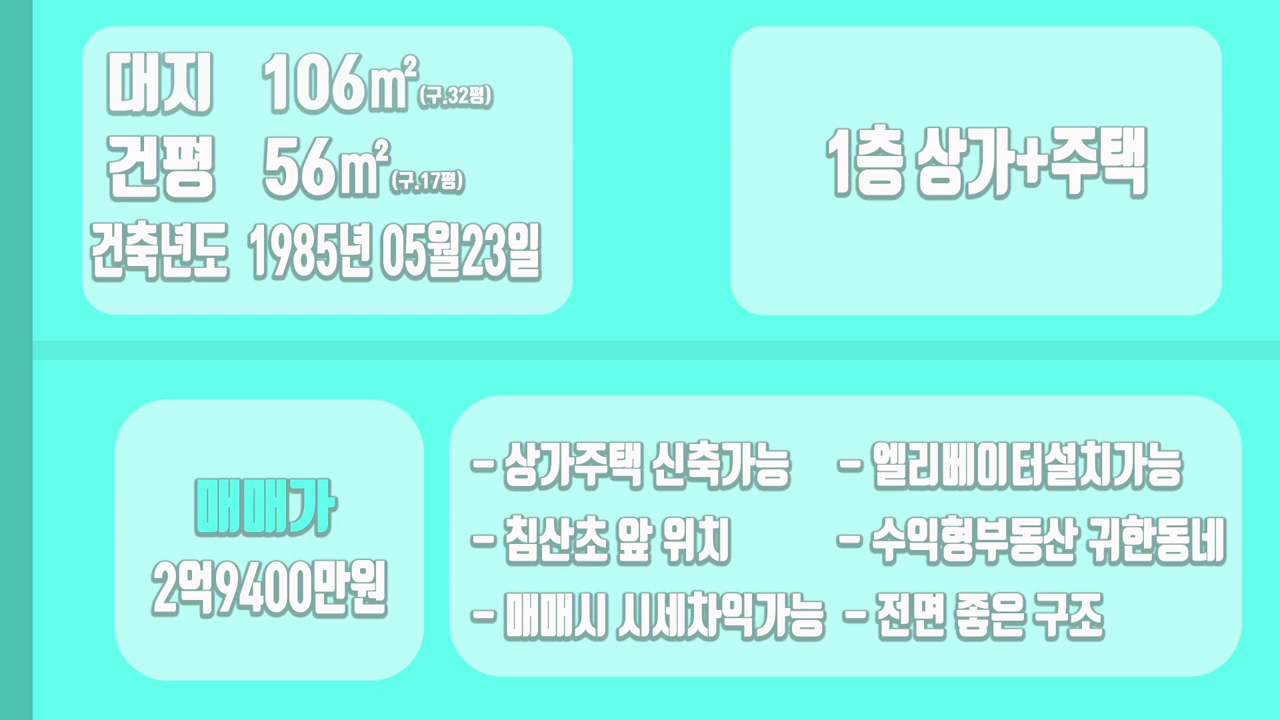 대지 106㎡(구.32평)
건평 56㎡(구.17평)
건축년도 1985년 05월23일
1층 상가+주택
매매가
2억9400만원
- 상가주택 신축가능
- 침산초 앞 위치
- 매매시 시세차익가능
- 엘리베이터설치가능
- 수익형부동산 귀한동네
- 전면 좋은 구조